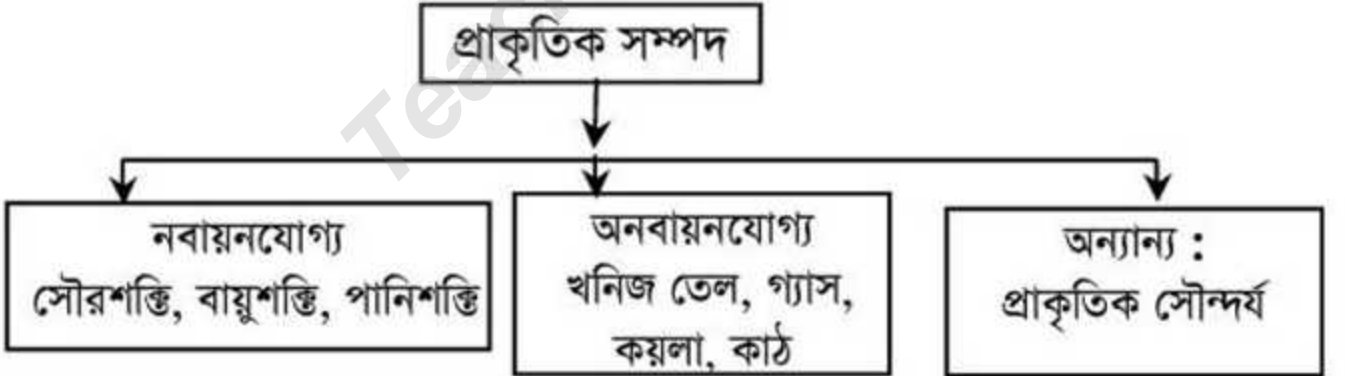 প্রাকৃতিক সম্পদ
নবায়নযোগ্য
সৌরশক্তি, বায়ুশক্তি, পানিশক্তি
অনবায়নযোগ্য
খনিজ তেল, গ্যাস,
কয়লা, কাঠ
অন্যান্য :
প্রাকৃতিক সৌন্দর্য